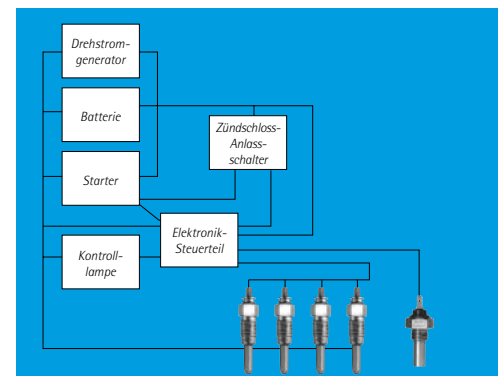 Drehstrom-
generator
Batterie
Zündschloss-
Anlass-
schalter
Starter
Elektronik-
Steuerteil
Kontroll-
lampe